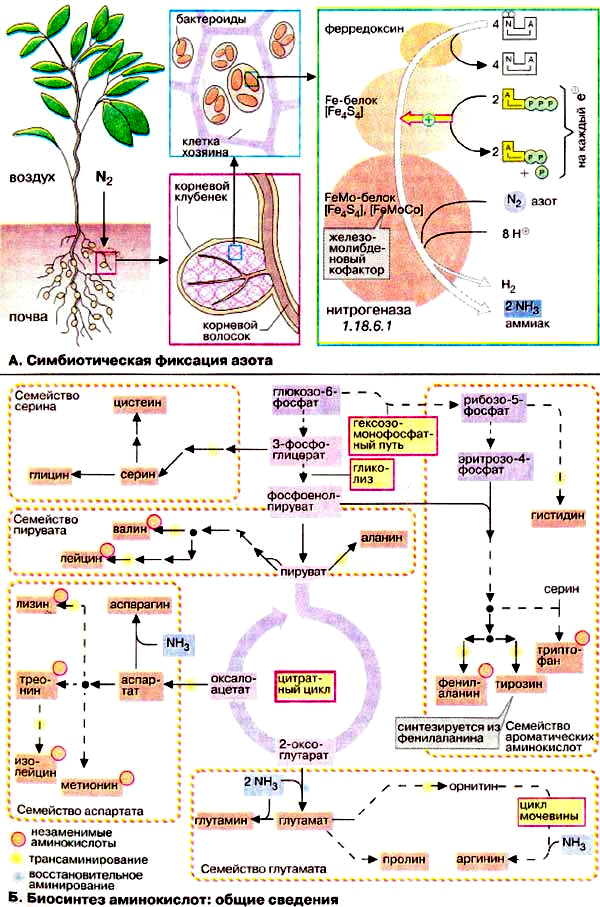 бактероиды
клетка
хозяина
воздух
N2
корневой
клубенек
почва
корневой
волосок
ферредоксин
4 N A
4 A
Fe-белок
[Fe4S4]
2 A P P P
2 A P P
+ P
на каждый e⊖
+
FeMo-белок
[Fe4S4], [FeMoCo]
железо-
молибде-
новый
кофактор
N2 азот
8 H⊕
H2
2 NH3
аммиак
нитрогеназа
1.18.6.1
А. Симбиотическая фиксация азота
Семейство
серина
цистеин
глицин
серин
глюкозо-6-
фосфат
3-фосфо-
глицерат
фосфоенол-
пируват
гексозо-
монофосфат-
ный путь
глико-
лиз
рибозо-5-
фосфат
эритрозо-4-
фосфат
гистидин
Семейство
пирувата
валин
лейцин
аланин
пируват
серин
трипто-
фан
фенил-
аланин
тирозин
синтезируется из
фенилаланина
Семейство
ароматических
аминокислот
лизин
аспарагин
NH3
трео-
нин
аспар-
тат
оксало-
ацетат
цитрат-
ный цикл
изо-
лейцин
метионин
Семейство аспартата
2-оксо-
глутарат
2 NH3
глутамин
глутамат
орнитин
цикл
мочевины
NH3
пролин
аргинин
Семейство глутамата
незаменимые
аминокислоты
трансаминирование
восстановительное
аминирование
Б. Биосинтез аминокислот: общие сведения